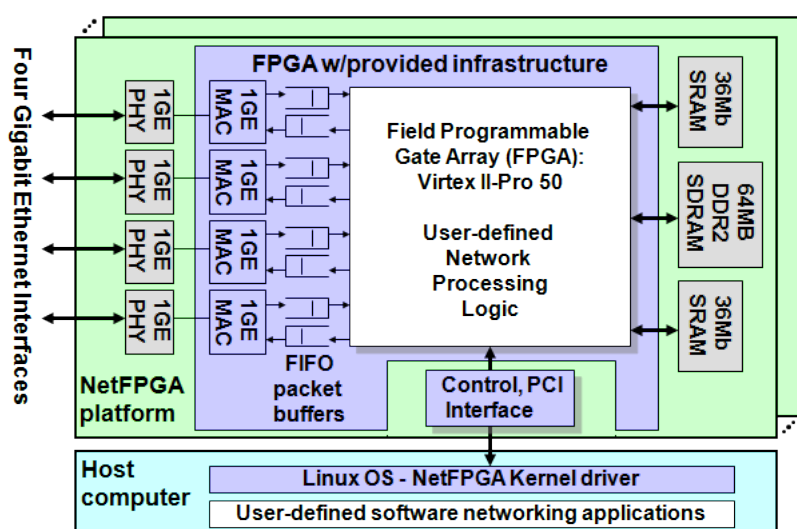 Four Gigabit Ethernet Interfaces
FPGA w/provided infrastructure
1GE
PHY
1GE
MAC
1GE
PHY
1GE
MAC
1GE
PHY
1GE
MAC
1GE
PHY
1GE
MAC
FIFO
packet
buffers
Field Programmable
Gate Array (FPGA):
Virtex II-Pro 50
User-defined
Network
Processing
Logic
36Mb
SRAM
64MB
DDR2
SDRAM
36Mb
SRAM
NetFPGA
platform
Control, PCI
Interface
Host
computer
Linux OS - NetFPGA Kernel driver
User-defined software networking applications